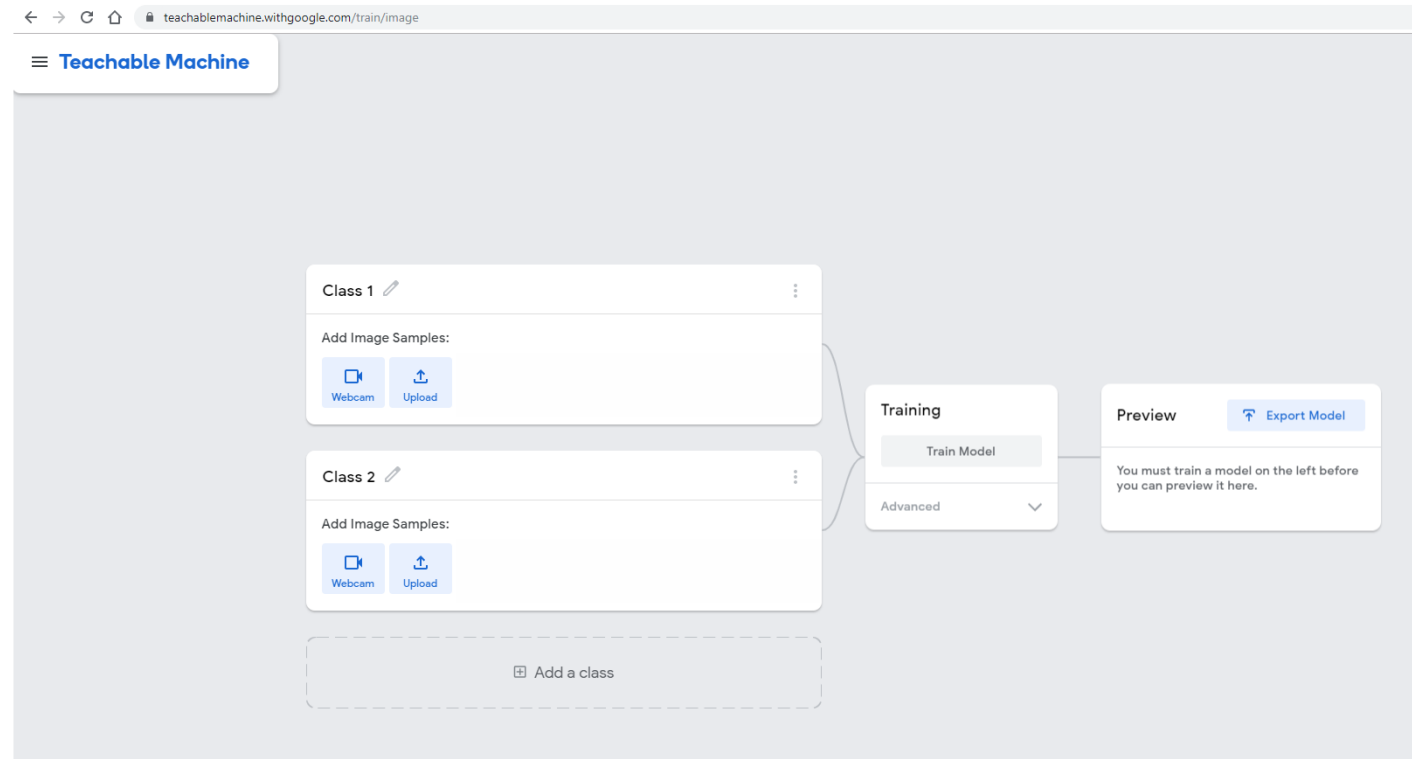 teachablemachine.withgoogle.com/train/image
Teachable Machine
Class 1
Add Image Samples:
Webcam
Upload
Class 2
Add Image Samples:
Webcam
Upload
Add a class
Training
Train Model
Advanced
Preview
Export Model
You must train a model on the left before
you can preview it here.